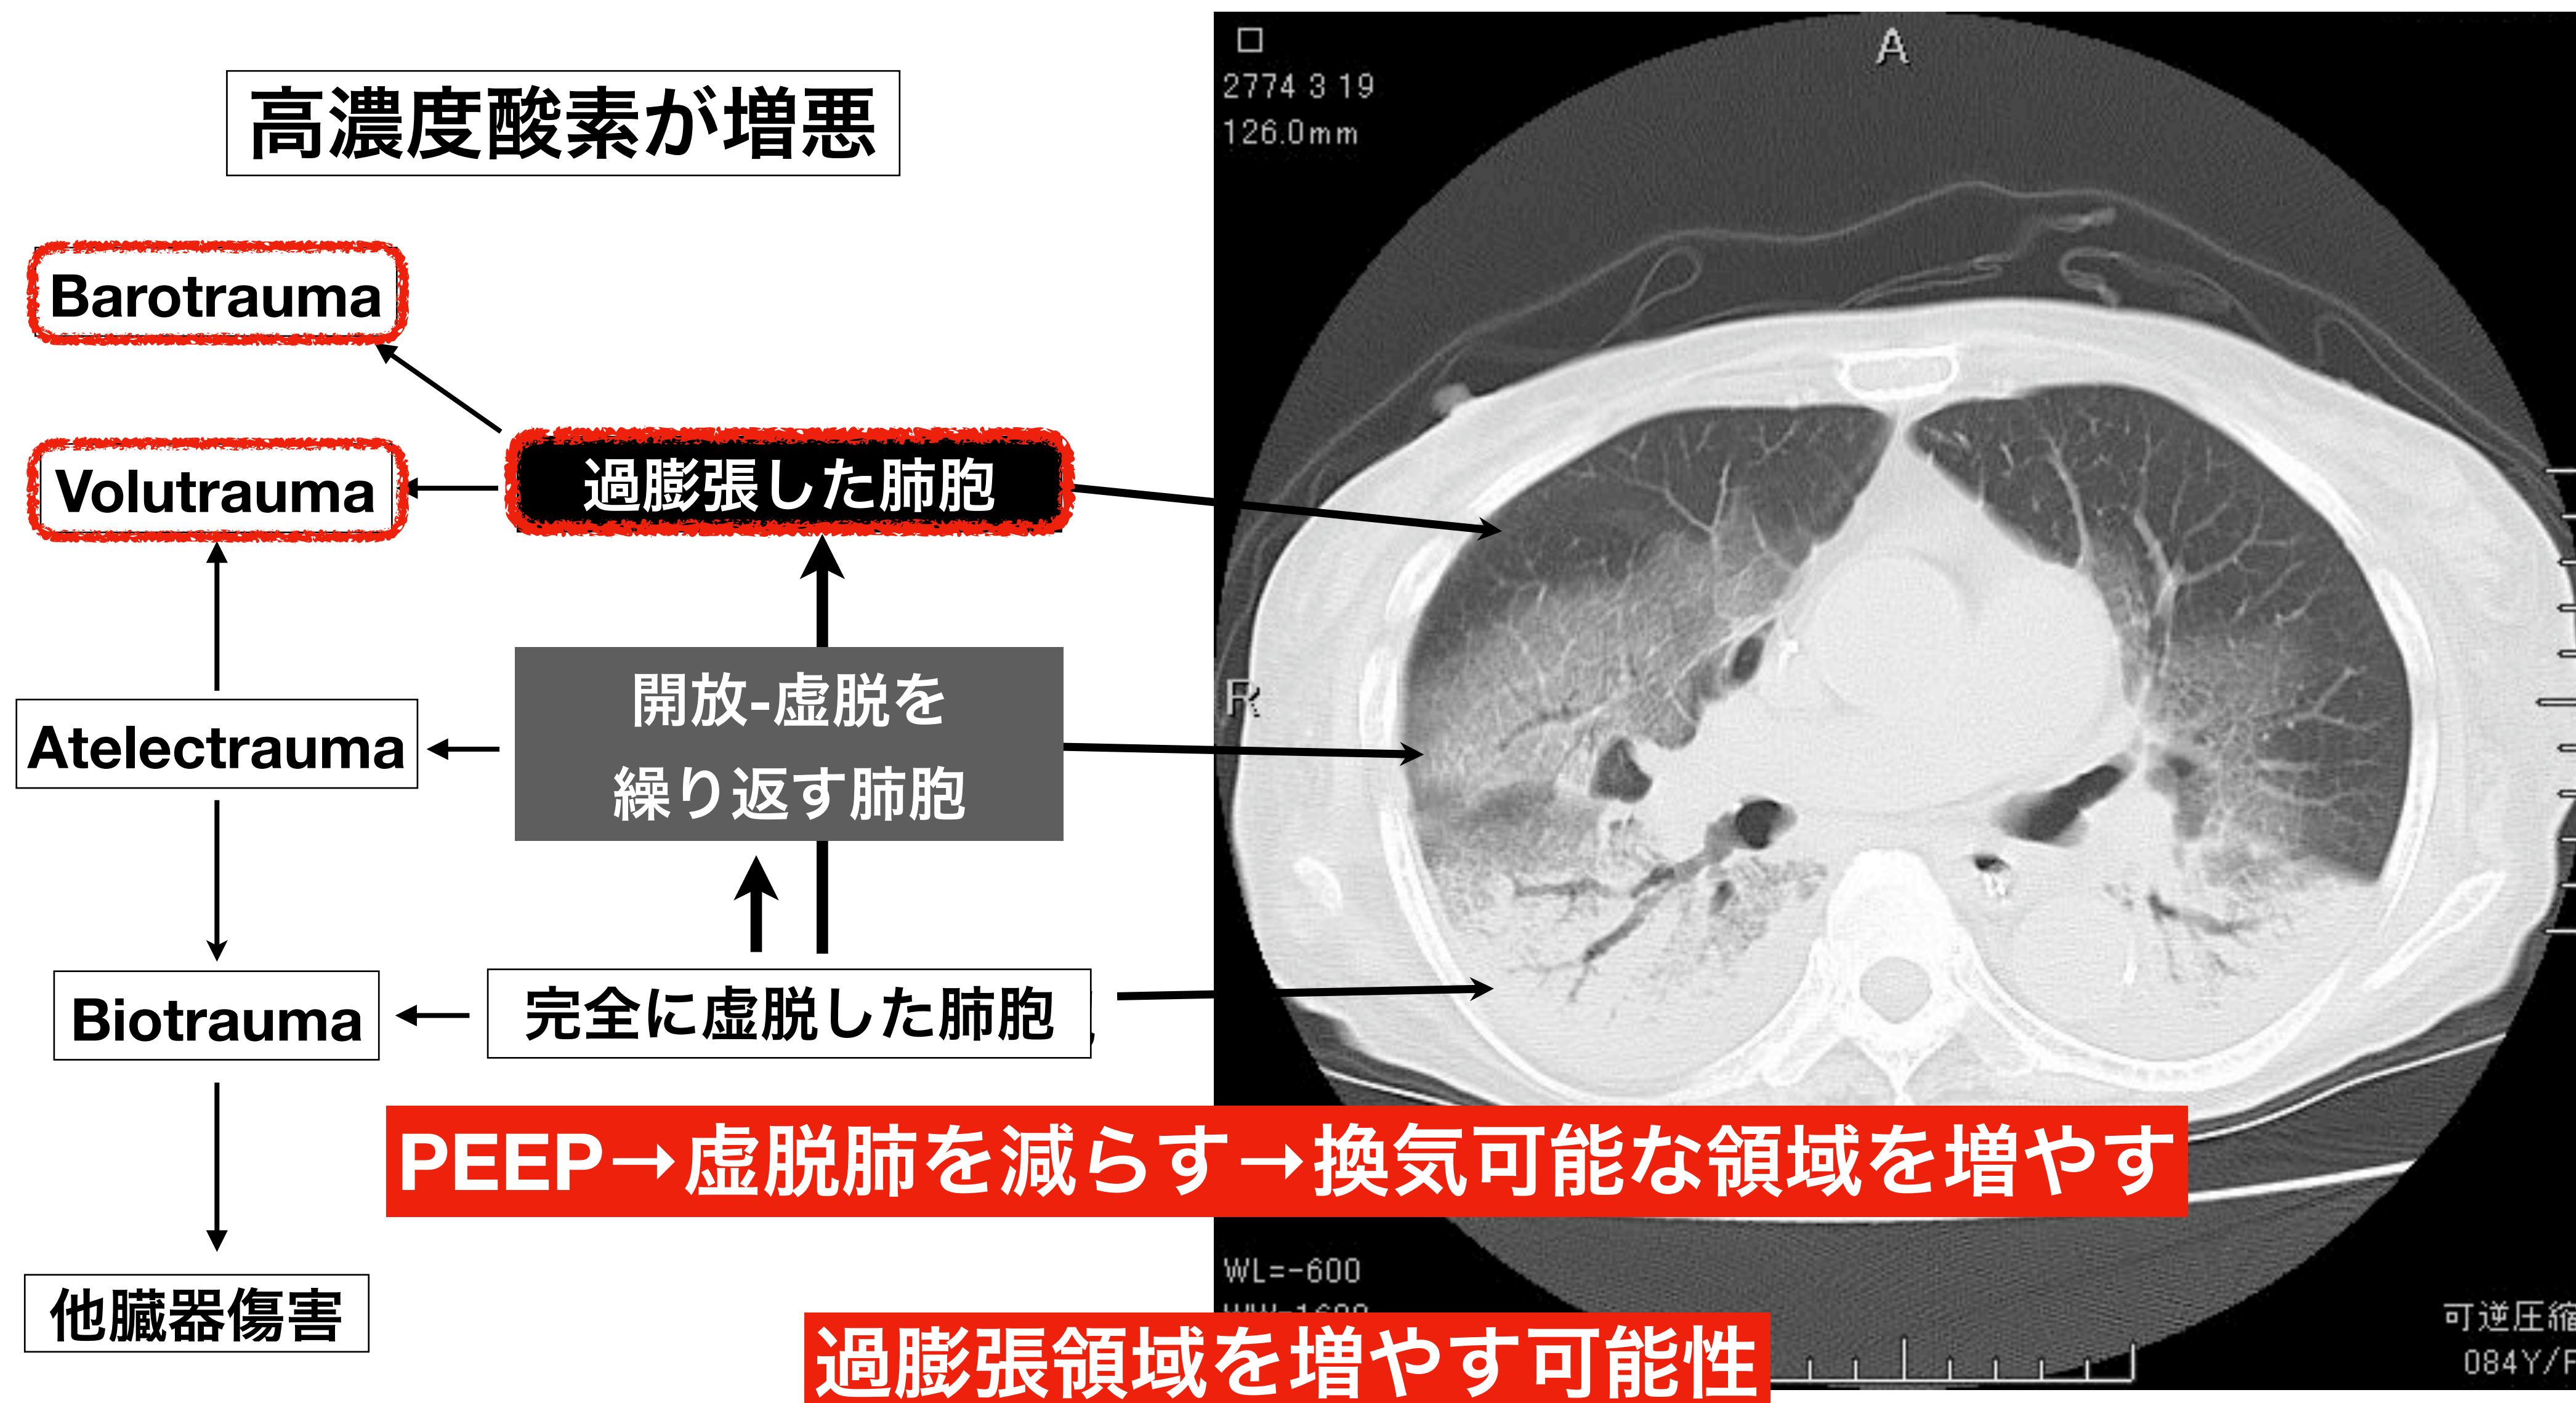 高濃度酸素が増悪
Barotrauma
Volutrauma
過膨張した肺胞
開放-虚脱を
繰り返す肺胞
Atelectrauma
Biotrauma
完全に虚脱した肺胞
他臓器傷害
PEEP→虚脱肺を減らす→換気可能な領域を増やす
過膨張領域を増やす可能性
2774 3 19
126.0mm
A
R
WL=-600
可逆圧縮
084Y/F